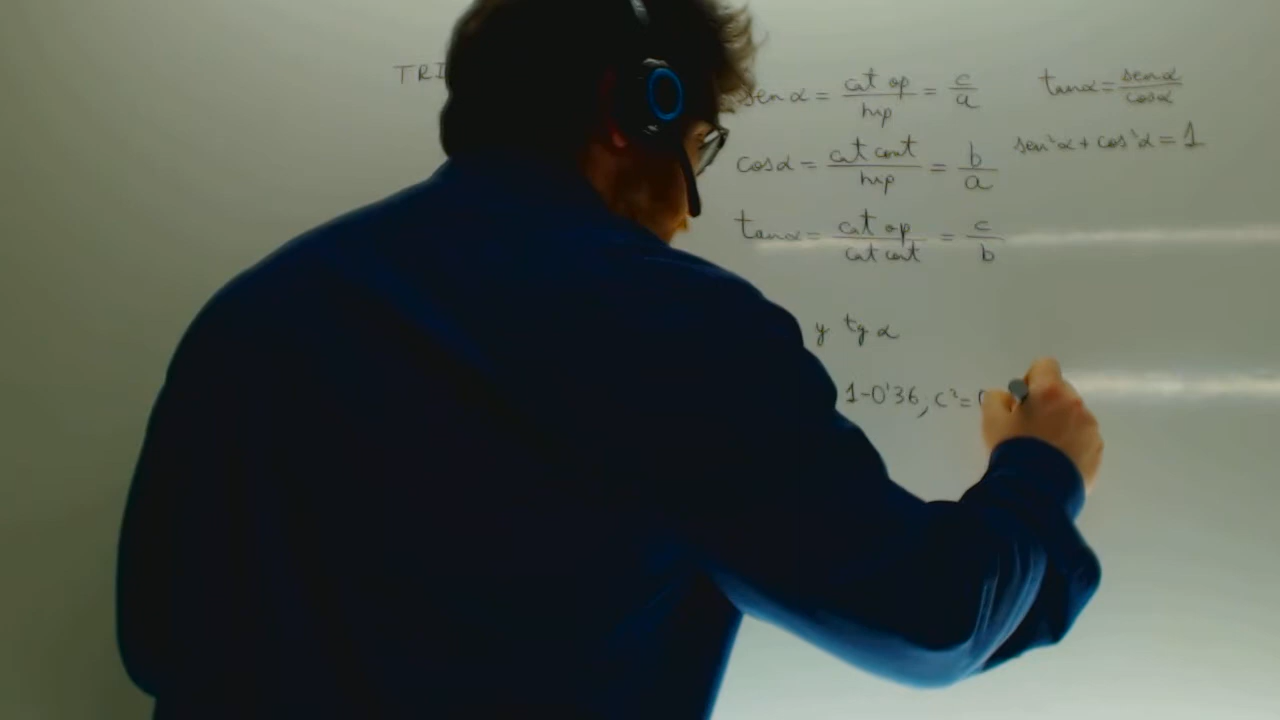 TRI
sen α = cat op / hip = c / a
tan α = sen α / cos α
sen²α + cos²α = 1
cos α = cat cont / hip = b / a
tan α = cat op / cat cont = c / b
y tg α
1-0'36, c²=